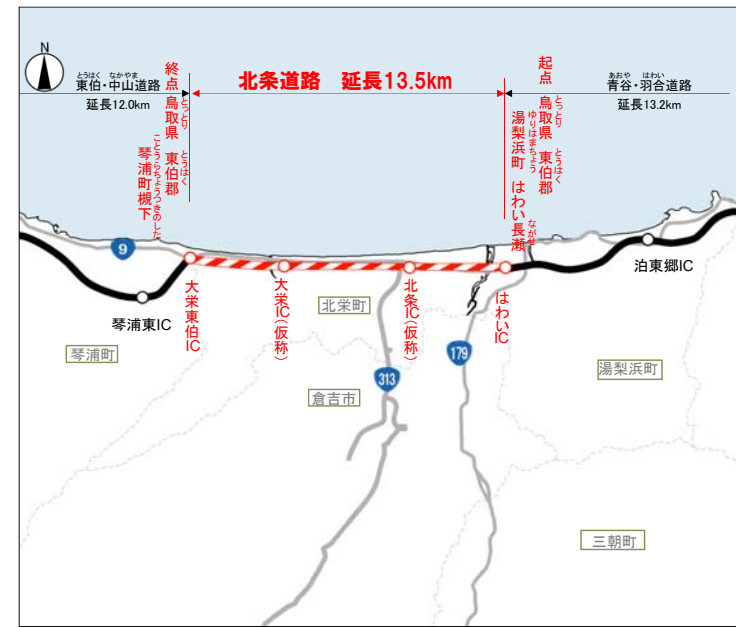 N
とうはく なかやま
東伯・中山道路
延長12.0km
北条道路 延長13.5km
あおや はわい
青谷・羽合道路
延長13.2km
終点 鳥取県 東伯郡
とっとり とうはく
琴浦町槻下
ことうらちょうつきのした
起点 鳥取県 東伯郡
とっとり とうはく
湯梨浜町 はわい長瀬
ゆりはまちょう ながせ
9
泊東郷IC
大栄東伯IC
大栄IC(仮称)
北条IC(仮称)
はわいIC
琴浦東IC
北栄町
琴浦町
179
湯梨浜町
313
倉吉市
三朝町